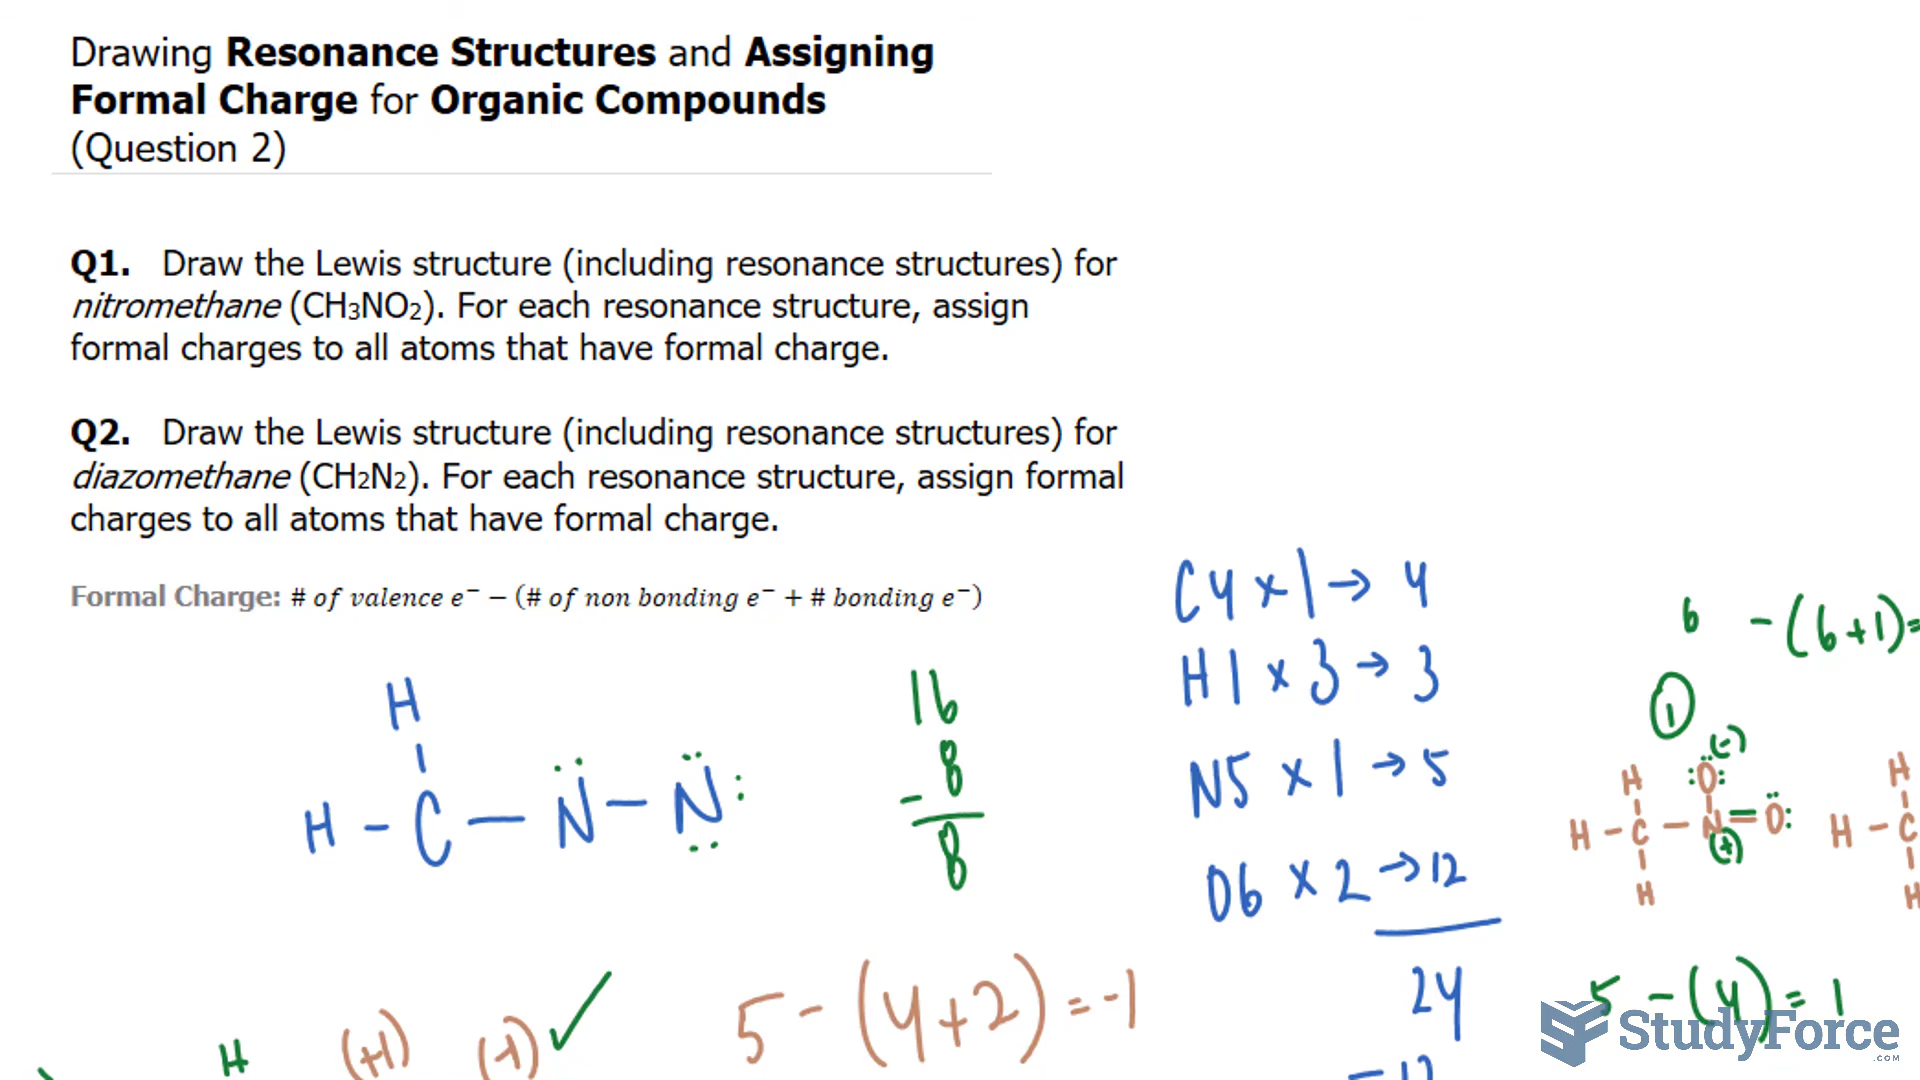 Drawing Resonance Structures and Assigning
Formal Charge for Organic Compounds
(Question 2)
Q1. Draw the Lewis structure (including resonance structures) for
nitromethane (CH3NO2). For each resonance structure, assign
formal charges to all atoms that have formal charge.
Q2. Draw the Lewis structure (including resonance structures) for
diazomethane (CH2N2). For each resonance structure, assign formal
charges to all atoms that have formal charge.
Formal Charge: # of valence e⁻ − (# of non bonding e⁻ + # bonding e⁻)
H
H - C - N - N
16
- 8
8
C4 x 1 → 4
H1 x 3 → 3
N5 x 1 → 5
O6 x 2 → 12
24
- 12
6 - (6+1) =
1
(-)
H O
H - C - N = O
(+)
H
H
H - C
H
5 - (4) = 1
H (+1) (-1) ✓
5 - (4+2) = -1
StudyForce
.COM